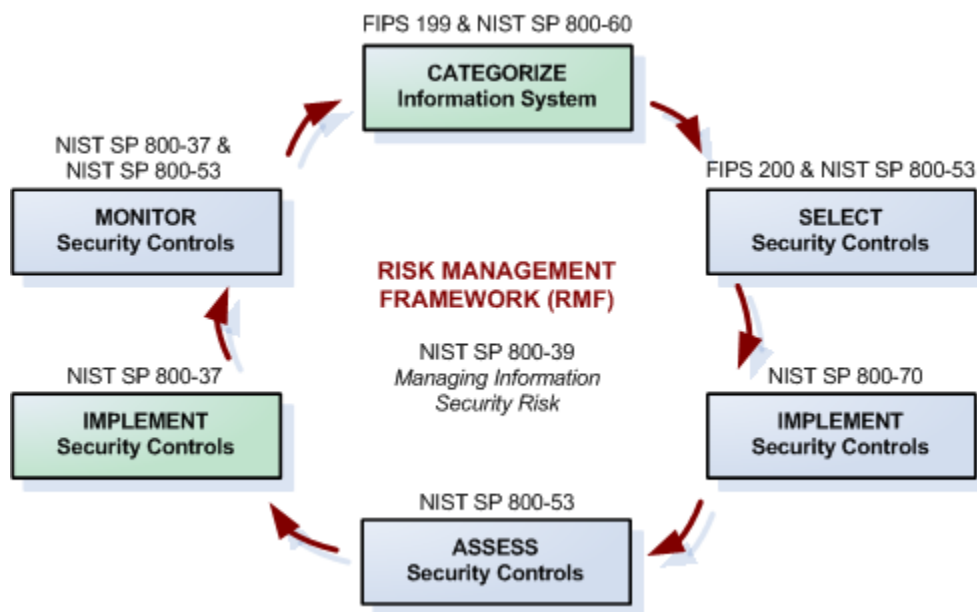 FIPS 199 & NIST SP 800-60
CATEGORIZE
Information System
FIPS 200 & NIST SP 800-53
SELECT
Security Controls
NIST SP 800-70
IMPLEMENT
Security Controls
NIST SP 800-53
ASSESS
Security Controls
NIST SP 800-37
IMPLEMENT
Security Controls
NIST SP 800-37 &
NIST SP 800-53
MONITOR
Security Controls
RISK MANAGEMENT
FRAMEWORK (RMF)
NIST SP 800-39
Managing Information
Security Risk